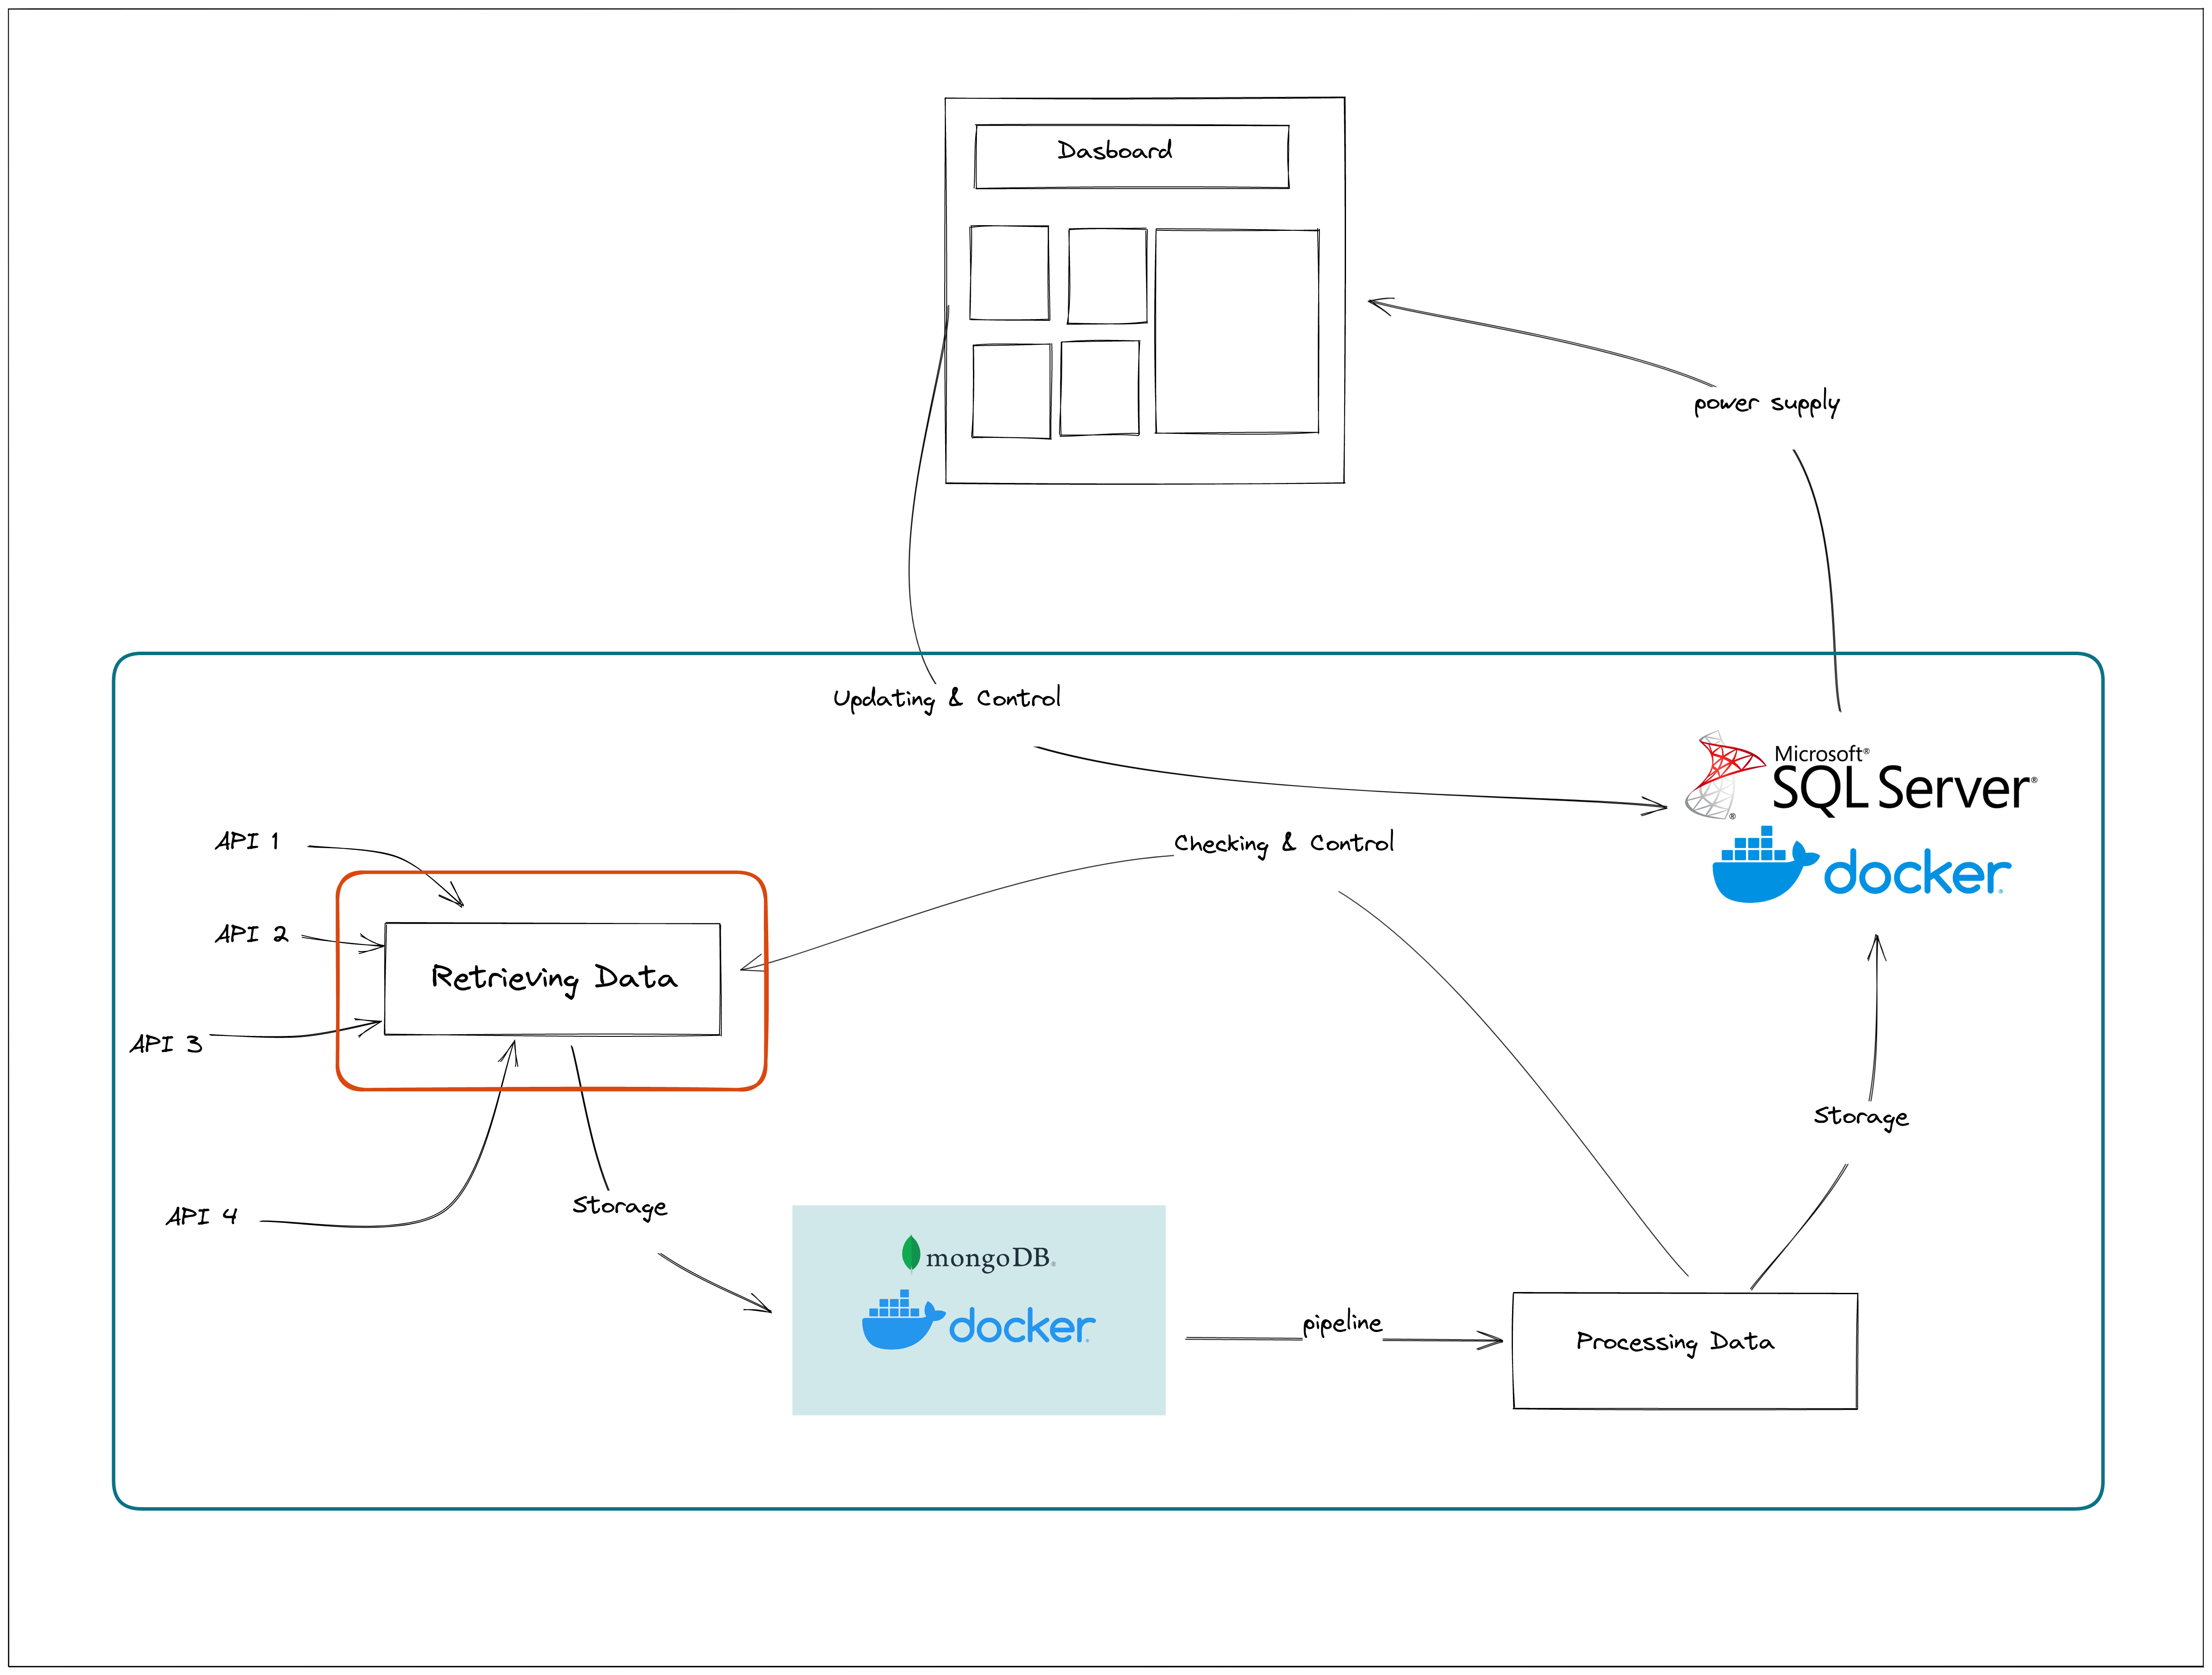 Dasboard
power supply
Updating & Control
Microsoft®
SQL Server®
®
docker®
Checking & Control
API 1
API 2
Retrieving Data
API 3
Storage
API 4
Storage
mongoDB®
docker®
pipeline
Processing Data